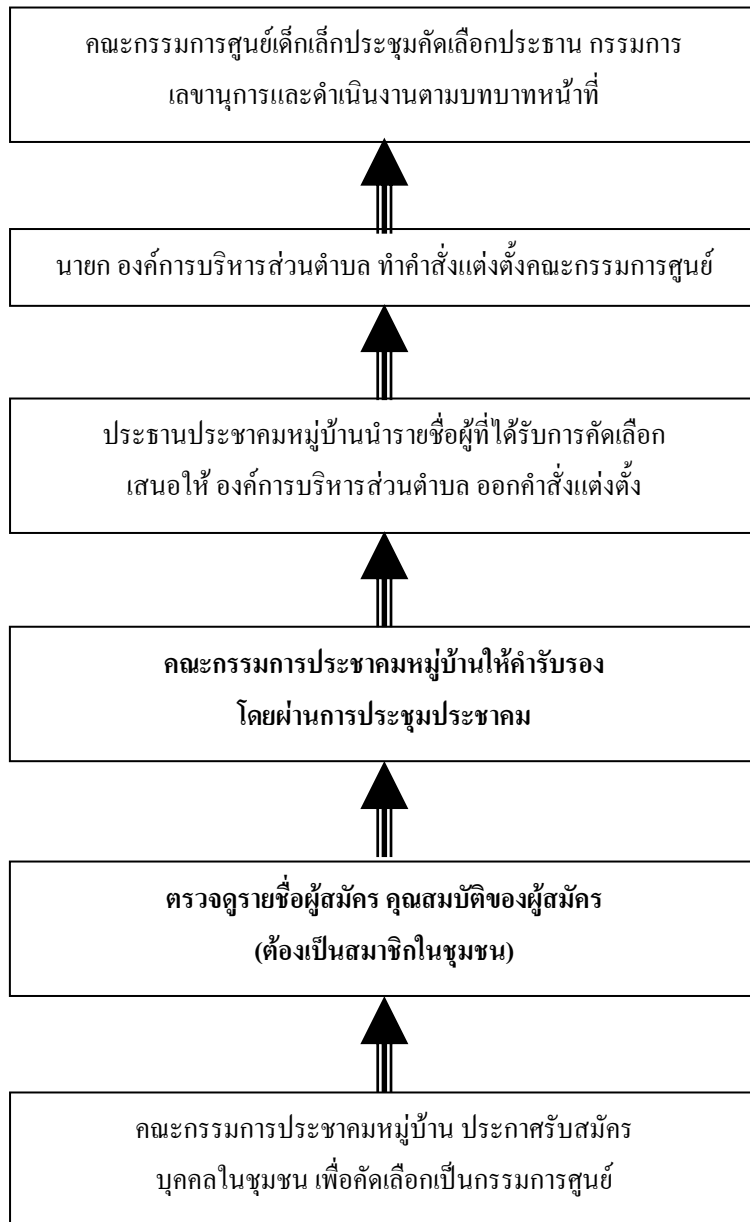 คณะกรรมการศูนย์เด็กเล็กประชุมคัดเลือกประธาน กรรมการ
เลขานุการและดำเนินงานตามบทบาทหน้าที่
นายก องค์การบริหารส่วนตำบล ทำคำสั่งแต่งตั้งคณะกรรมการศูนย์
ประธานประชาคมหมู่บ้านนำรายชื่อผู้ที่ได้รับการคัดเลือก
เสนอให้ องค์การบริหารส่วนตำบล ออกคำสั่งแต่งตั้ง
คณะกรรมการประชาคมหมู่บ้านให้คำรับรอง
โดยผ่านการประชุมประชาคม
ตรวจดูรายชื่อผู้สมัคร คุณสมบัติของผู้สมัคร
(ต้องเป็นสมาชิกในชุมชน)
คณะกรรมการประชาคมหมู่บ้าน ประกาศรับสมัคร
บุคคลในชุมชน เพื่อคัดเลือกเป็นกรรมการศูนย์